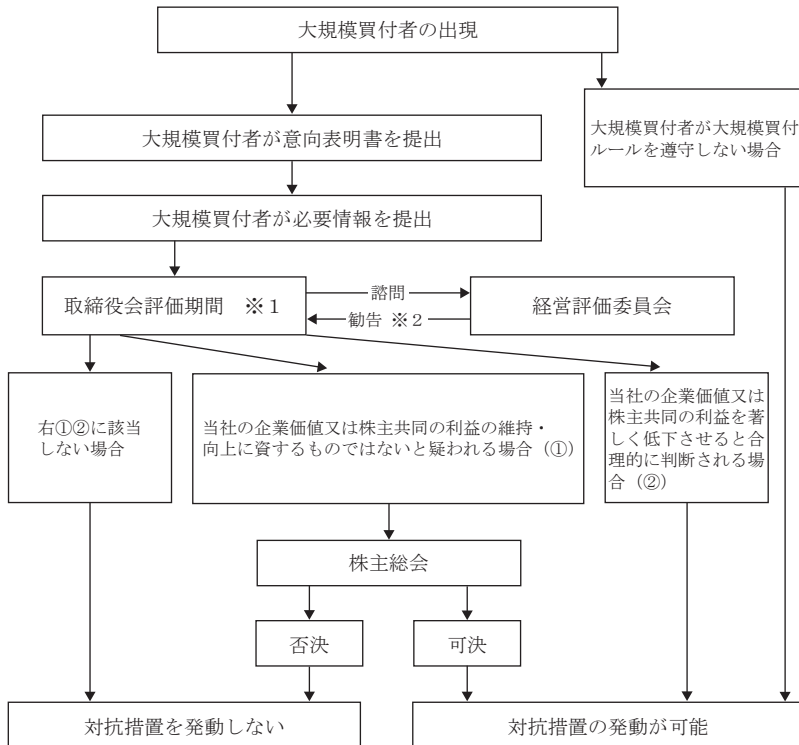 大規模買付者の出現
大規模買付者が意向表明書を提出
大規模買付者が大規模買付
ルールを遵守しない場合
大規模買付者が必要情報を提出
取締役会評価期間　※１
諮問
勧告 ※２
経営評価委員会
右①②に該当
しない場合
当社の企業価値又は株主共同の利益の維持・
向上に資するものではないと疑われる場合（①）
当社の企業価値又は
株主共同の利益を著
しく低下させると合
理的に判断される場
合（②）
株主総会
否決
可決
対抗措置を発動しない
対抗措置の発動が可能